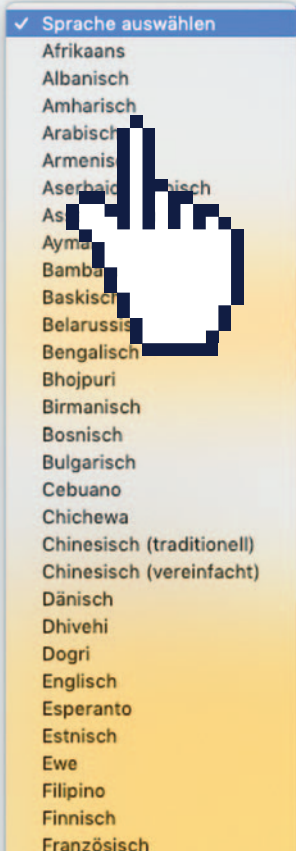 ✓ Sprache auswählen
Afrikaans
Albanisch
Amharisch
Arabisch
Bengalisch
Bhojpuri
Birmanisch
Bosnisch
Bulgarisch
Cebuano
Chichewa
Chinesisch (traditionell)
Chinesisch (vereinfacht)
Dänisch
Dhivehi
Dogri
Englisch
Esperanto
Estnisch
Ewe
Filipino
Finnisch
Französisch